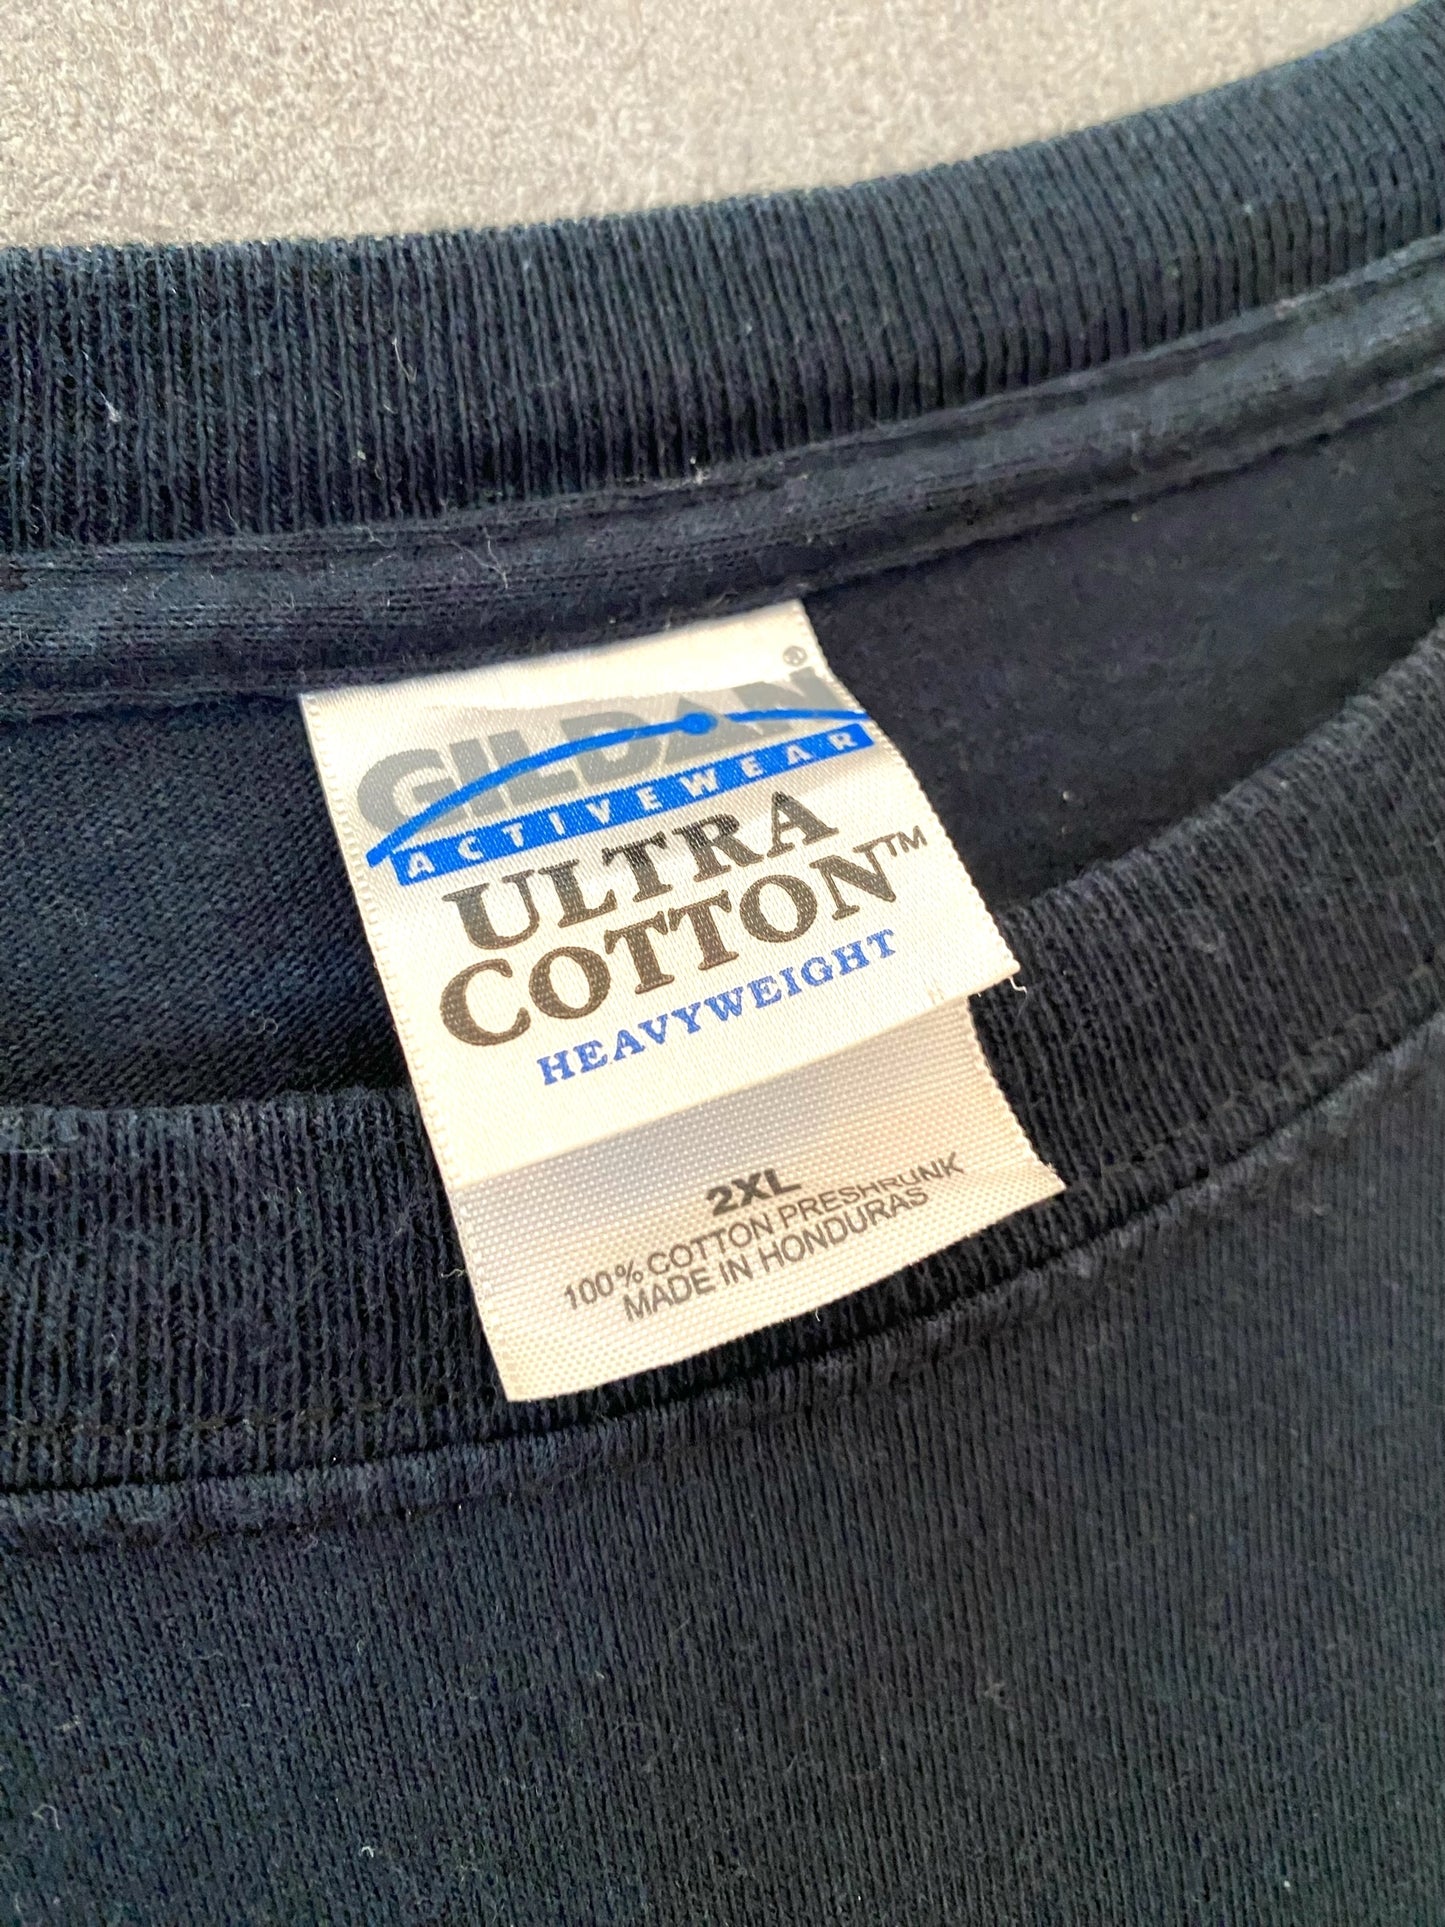 GILDAN®
ACTIVEWEAR
ULTRA
COTTON™
HEAVYWEIGHT
2XL
100% COTTON PRESHRUNK
MADE IN HONDURAS